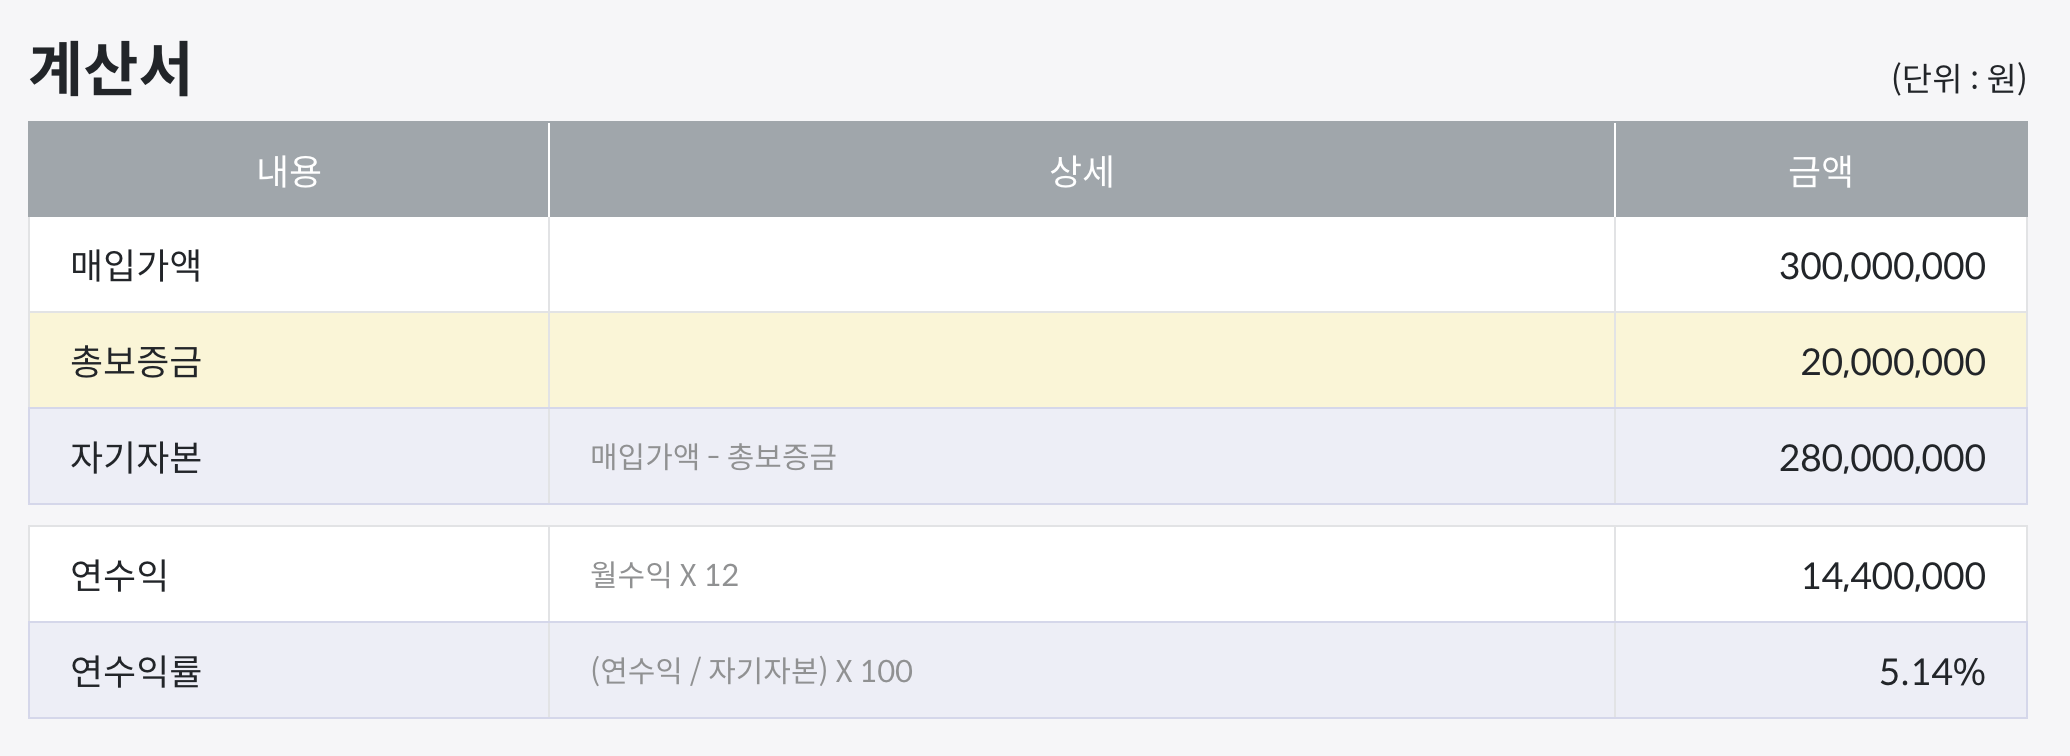 계산서
(단위 : 원)
내용 상세 금액
매입가액 300,000,000
총보증금 20,000,000
자기자본 매입가액 - 총보증금 280,000,000
연수익 월수익 X 12 14,400,000
연수익률 (연수익 / 자기자본) X 100 5.14%